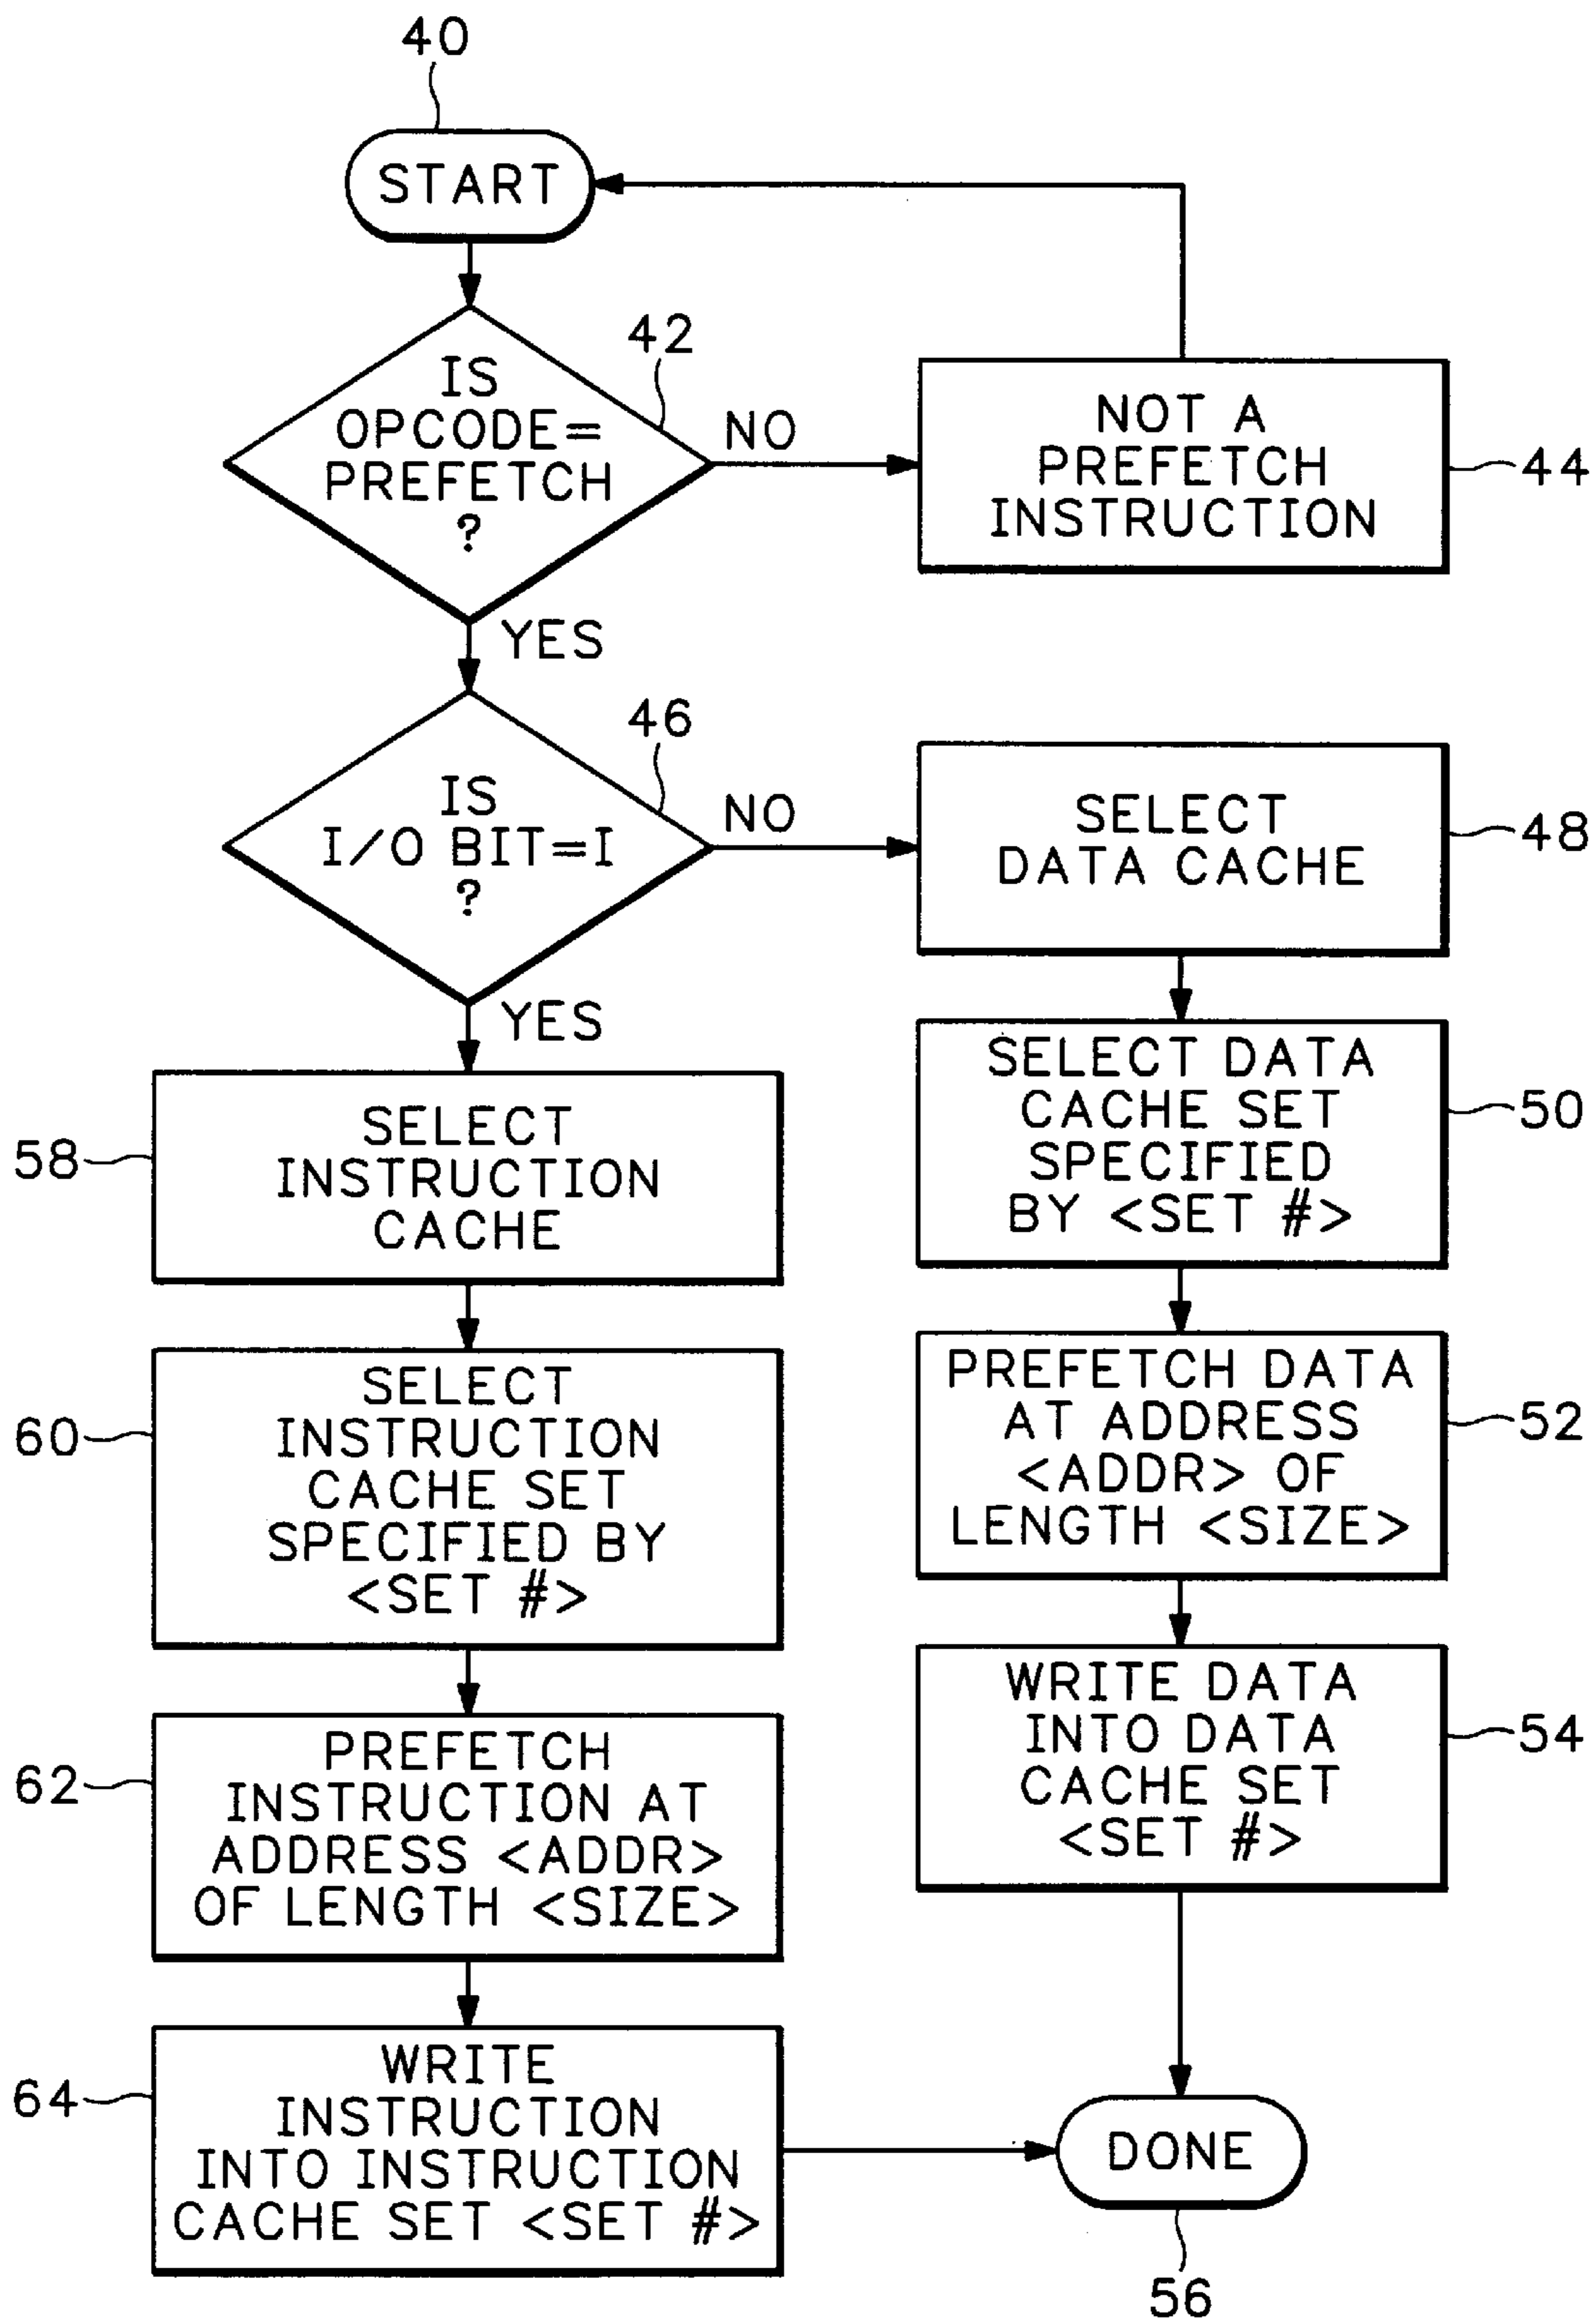 40
START
IS
OPCODE=
PREFETCH
?
42
NO
NOT A
PREFETCH
INSTRUCTION
44
YES
IS
I/O BIT=I
?
46
NO
SELECT
DATA CACHE
48
YES
SELECT DATA
CACHE SET
SPECIFIED
BY <SET #>
50
58
SELECT
INSTRUCTION
CACHE
PREFETCH DATA
AT ADDRESS
<ADDR> OF
LENGTH <SIZE>
52
60
SELECT
INSTRUCTION
CACHE SET
SPECIFIED BY
<SET #>
WRITE DATA
INTO DATA
CACHE SET
<SET #>
54
62
PREFETCH
INSTRUCTION AT
ADDRESS <ADDR>
OF LENGTH <SIZE>
64
WRITE
INSTRUCTION
INTO INSTRUCTION
CACHE SET <SET #>
DONE
56